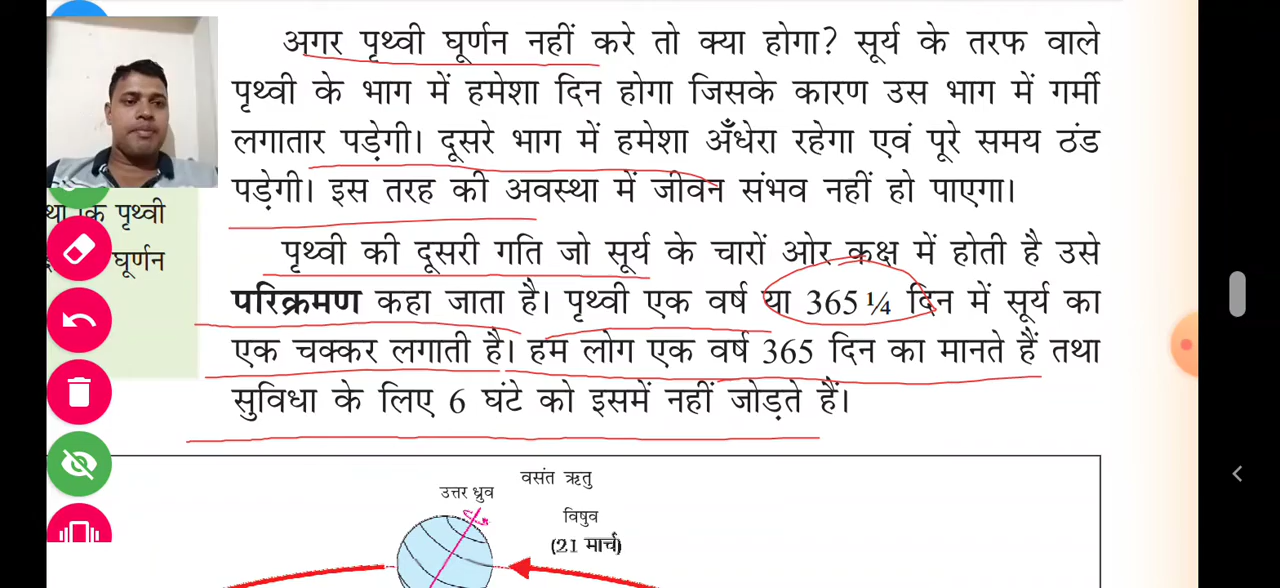 अगर पृथ्वी घूर्णन नहीं करे तो क्या होगा? सूर्य के तरफ वाले
पृथ्वी के भाग में हमेशा दिन होगा जिसके कारण उस भाग में गर्मी
लगातार पड़ेगी। दूसरे भाग में हमेशा अँधेरा रहेगा एवं पूरे समय ठंड
पड़ेगी। इस तरह की अवस्था में जीवन संभव नहीं हो पाएगा।
कि पृथ्वी
घूर्णन
पृथ्वी की दूसरी गति जो सूर्य के चारों ओर कक्ष में होती है उसे
परिक्रमण कहा जाता है। पृथ्वी एक वर्ष या 365 ¼ दिन में सूर्य का
एक चक्कर लगाती है। हम लोग एक वर्ष 365 दिन का मानते हैं तथा
सुविधा के लिए 6 घंटे को इसमें नहीं जोड़ते हैं।
वसंत ऋतु
उत्तर ध्रुव
विषुव
(21 मार्च)